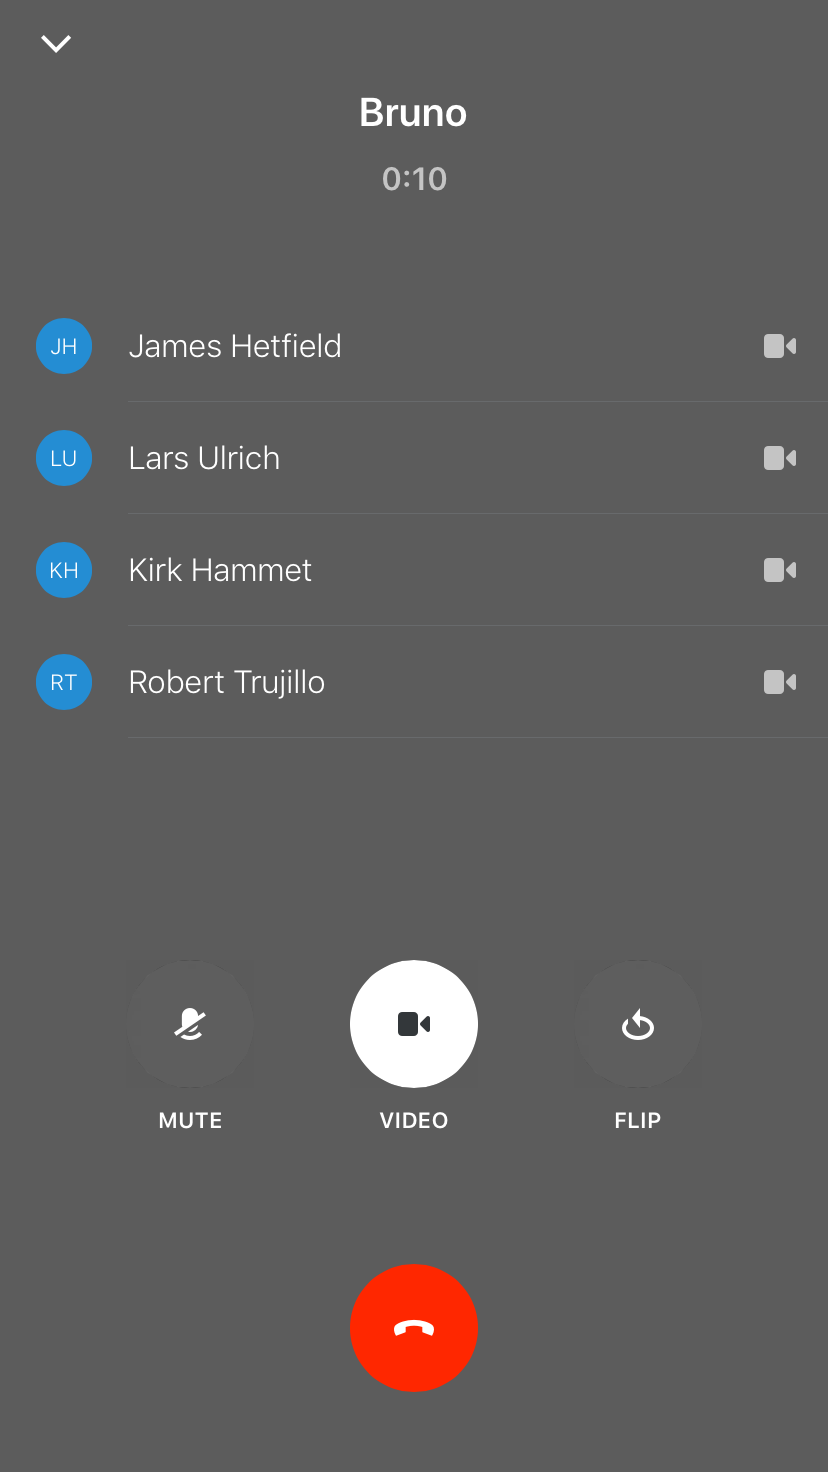 Bruno
0:10
JH James Hetfield
LU Lars Ulrich
KH Kirk Hammet
RT Robert Trujillo
MUTE VIDEO FLIP